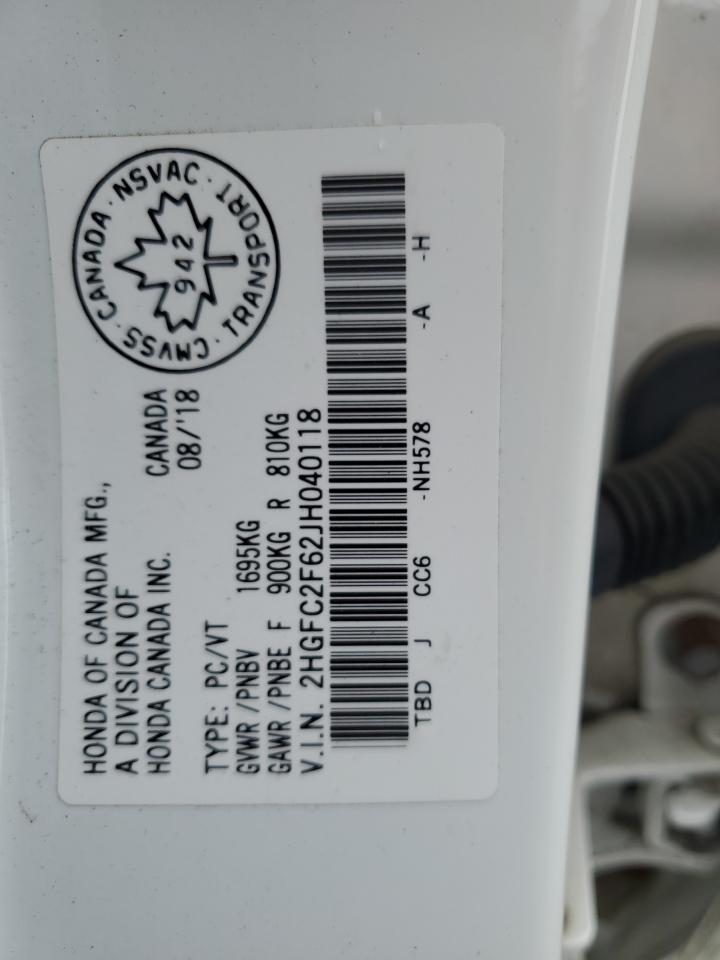 HONDA OF CANADA MFG.,
A DIVISION OF
HONDA CANADA INC.
CANADA
08/'18
CANADA · NSVAC · TRANSPORT · CMVSS ·
942
TYPE: PC/VT
GVWR /PNBV 1695KG
GAWR /PNBE F 900KG R 810KG
V.I.N. 2HGFC2F62JH040118
TBD J CC6 -NH578 -A -H